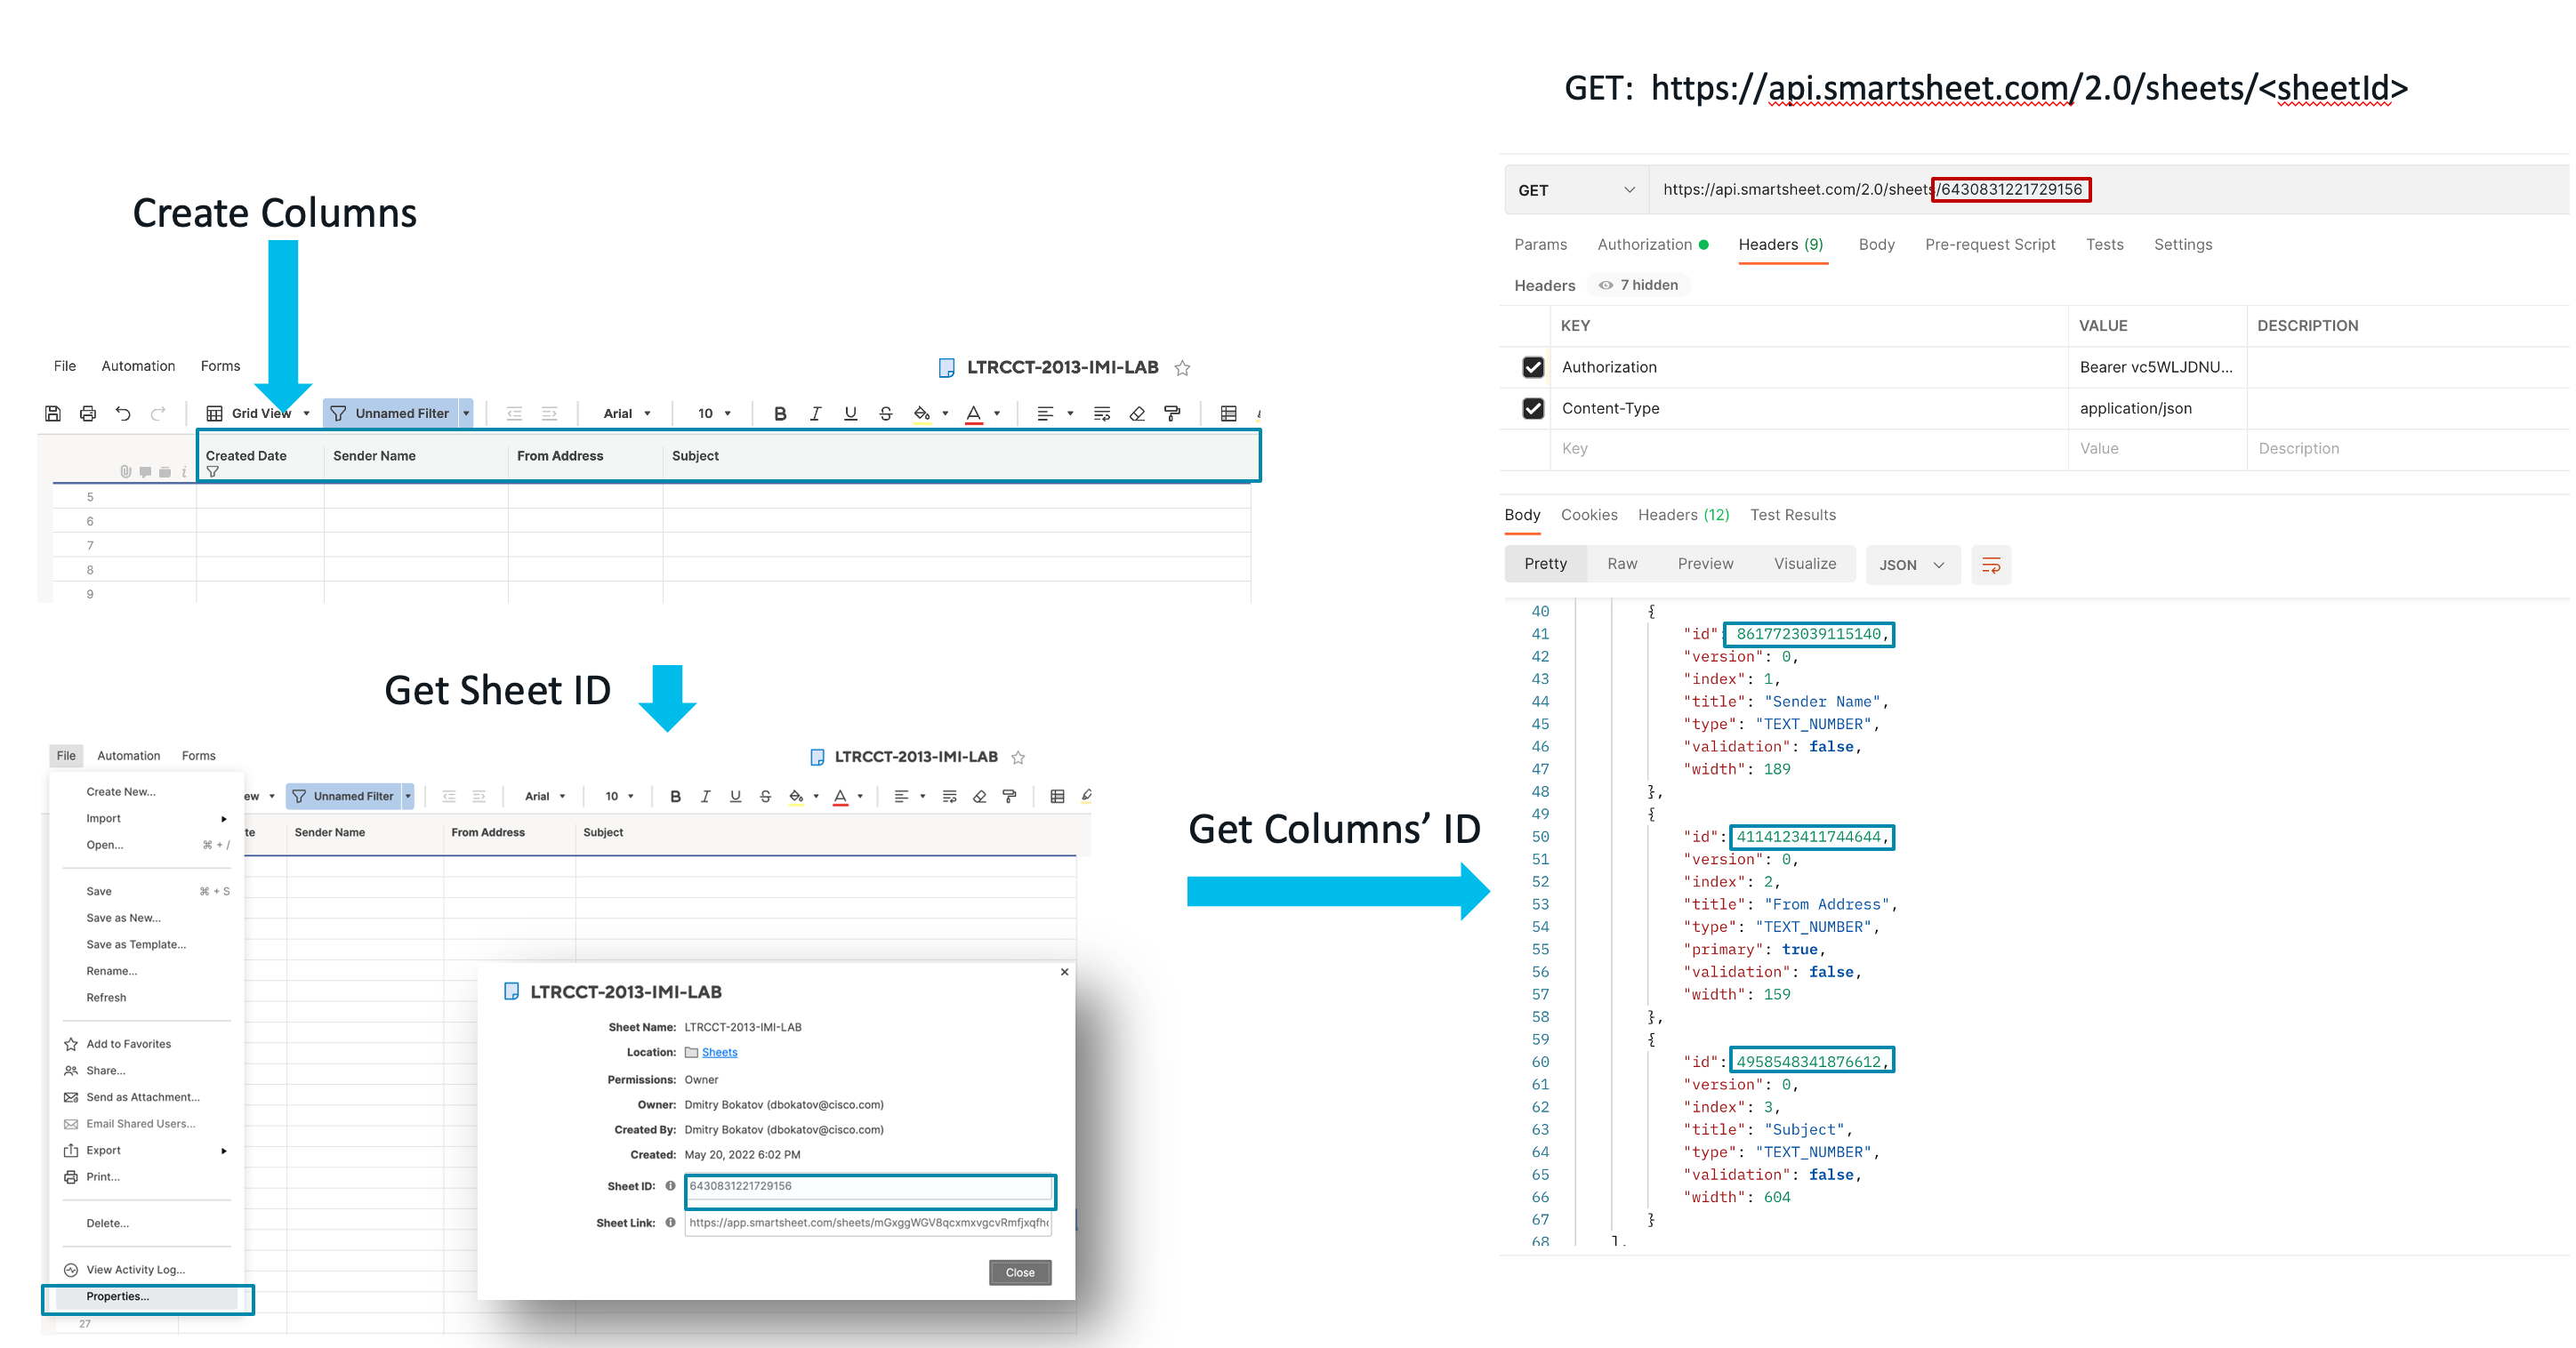 GET:  https://api.smartsheet.com/2.0/sheets/<sheetId>
Create Columns
File Automation Forms
LTRCCT-2013-IMI-LAB
Grid View Unnamed Filter Arial 10 B I U S A
Created Date Sender Name From Address Subject
5
6
7
8
9
Get Sheet ID
File Automation Forms
LTRCCT-2013-IMI-LAB
ew Unnamed Filter Arial 10 B I U S A
te Sender Name From Address Subject
Create New...
Import
Open... ⌘ + /
Save ⌘ + S
Save as New...
Save as Template...
Rename...
Refresh
Add to Favorites
Share...
Send as Attachment...
Email Shared Users...
Export
Print...
Delete...
View Activity Log...
Properties...
27
LTRCCT-2013-IMI-LAB
Sheet Name: LTRCCT-2013-IMI-LAB
Location: Sheets
Permissions: Owner
Owner: Dmitry Bokatov (dbokatov@cisco.com)
Created By: Dmitry Bokatov (dbokatov@cisco.com)
Created: May 20, 2022 6:02 PM
Sheet ID: 6430831221729156
Sheet Link: https://app.smartsheet.com/sheets/mGxggWGV8qcxmxvgcvRmfjxqfh
Close
Get Columns’ ID
GET https://api.smartsheet.com/2.0/sheets/6430831221729156
Params Authorization Headers (9) Body Pre-request Script Tests Settings
Headers 7 hidden
KEY VALUE DESCRIPTION
Authorization Bearer vc5WLJDNU...
Content-Type application/json
Key Value Description
Body Cookies Headers (12) Test Results
Pretty Raw Preview Visualize JSON
40 {
41 "id": 8617723039115140,
42 "version": 0,
43 "index": 1,
44 "title": "Sender Name",
45 "type": "TEXT_NUMBER",
46 "validation": false,
47 "width": 189
48 },
49 {
50 "id": 4114123411744644,
51 "version": 0,
52 "index": 2,
53 "title": "From Address",
54 "type": "TEXT_NUMBER",
55 "primary": true,
56 "validation": false,
57 "width": 159
58 },
59 {
60 "id": 4958548341876612,
61 "version": 0,
62 "index": 3,
63 "title": "Subject",
64 "type": "TEXT_NUMBER",
65 "validation": false,
66 "width": 604
67 }
68 ],